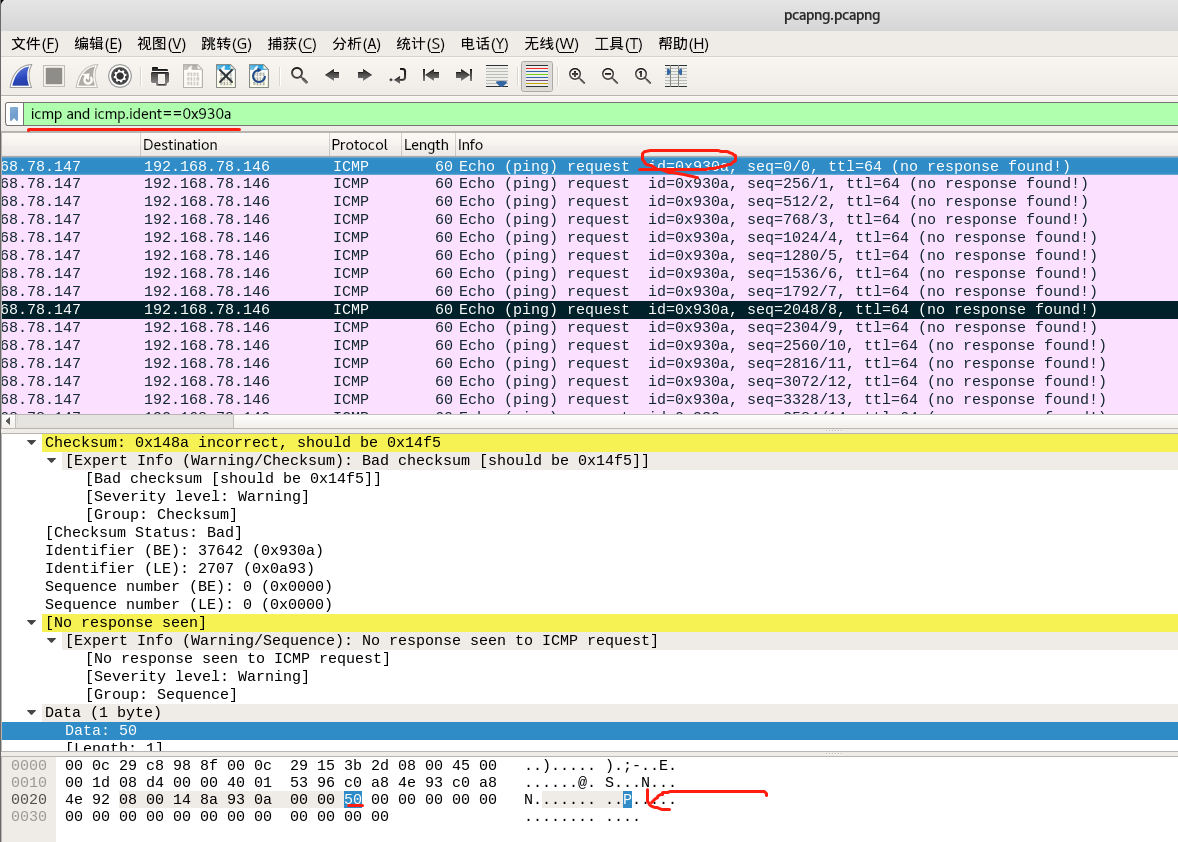 pcapng.pcapng
文件(F) 编辑(E) 视图(V) 跳转(G) 捕获(C) 分析(A) 统计(S) 电话(Y) 无线(W) 工具(T) 帮助(H)
icmp and icmp.ident==0x930a
Destination Protocol Length Info
68.78.147 192.168.78.146 ICMP 60 Echo (ping) request id=0x930a, seq=0/0, ttl=64 (no response found!)
68.78.147 192.168.78.146 ICMP 60 Echo (ping) request id=0x930a, seq=256/1, ttl=64 (no response found!)
68.78.147 192.168.78.146 ICMP 60 Echo (ping) request id=0x930a, seq=512/2, ttl=64 (no response found!)
68.78.147 192.168.78.146 ICMP 60 Echo (ping) request id=0x930a, seq=768/3, ttl=64 (no response found!)
68.78.147 192.168.78.146 ICMP 60 Echo (ping) request id=0x930a, seq=1024/4, ttl=64 (no response found!)
68.78.147 192.168.78.146 ICMP 60 Echo (ping) request id=0x930a, seq=1280/5, ttl=64 (no response found!)
68.78.147 192.168.78.146 ICMP 60 Echo (ping) request id=0x930a, seq=1536/6, ttl=64 (no response found!)
68.78.147 192.168.78.146 ICMP 60 Echo (ping) request id=0x930a, seq=1792/7, ttl=64 (no response found!)
68.78.147 192.168.78.146 ICMP 60 Echo (ping) request id=0x930a, seq=2048/8, ttl=64 (no response found!)
68.78.147 192.168.78.146 ICMP 60 Echo (ping) request id=0x930a, seq=2304/9, ttl=64 (no response found!)
68.78.147 192.168.78.146 ICMP 60 Echo (ping) request id=0x930a, seq=2560/10, ttl=64 (no response found!)
68.78.147 192.168.78.146 ICMP 60 Echo (ping) request id=0x930a, seq=2816/11, ttl=64 (no response found!)
68.78.147 192.168.78.146 ICMP 60 Echo (ping) request id=0x930a, seq=3072/12, ttl=64 (no response found!)
68.78.147 192.168.78.146 ICMP 60 Echo (ping) request id=0x930a, seq=3328/13, ttl=64 (no response found!)
Checksum: 0x148a incorrect, should be 0x14f5
[Expert Info (Warning/Checksum): Bad checksum [should be 0x14f5]]
[Bad checksum [should be 0x14f5]]
[Severity level: Warning]
[Group: Checksum]
[Checksum Status: Bad]
Identifier (BE): 37642 (0x930a)
Identifier (LE): 2707 (0x0a93)
Sequence number (BE): 0 (0x0000)
Sequence number (LE): 0 (0x0000)
[No response seen]
[Expert Info (Warning/Sequence): No response seen to ICMP request]
[No response seen to ICMP request]
[Severity level: Warning]
[Group: Sequence]
Data (1 byte)
Data: 50
[Length: 1]
0000 00 0c 29 c8 98 8f 00 0c 29 15 3b 2d 08 00 45 00 ..)..... ).;-..E.
0010 00 1d 08 d4 00 00 40 01 53 96 c0 a8 4e 93 c0 a8 ......@. S...N...
0020 4e 92 08 00 14 8a 93 0a 00 00 50 00 00 00 00 00 N....... ..P.....
0030 00 00 00 00 00 00 00 00 00 00 00 00 ........ ....